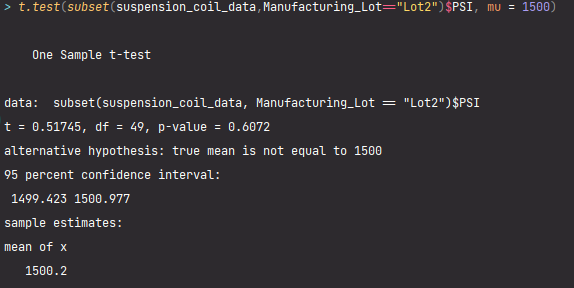 > t.test(subset(suspension_coil_data,Manufacturing_Lot=="Lot2")$PSI, mu = 1500)
One Sample t-test
data:  subset(suspension_coil_data, Manufacturing_Lot == "Lot2")$PSI
t = 0.51745, df = 49, p-value = 0.6072
alternative hypothesis: true mean is not equal to 1500
95 percent confidence interval:
1499.423 1500.977
sample estimates:
mean of x
1500.2